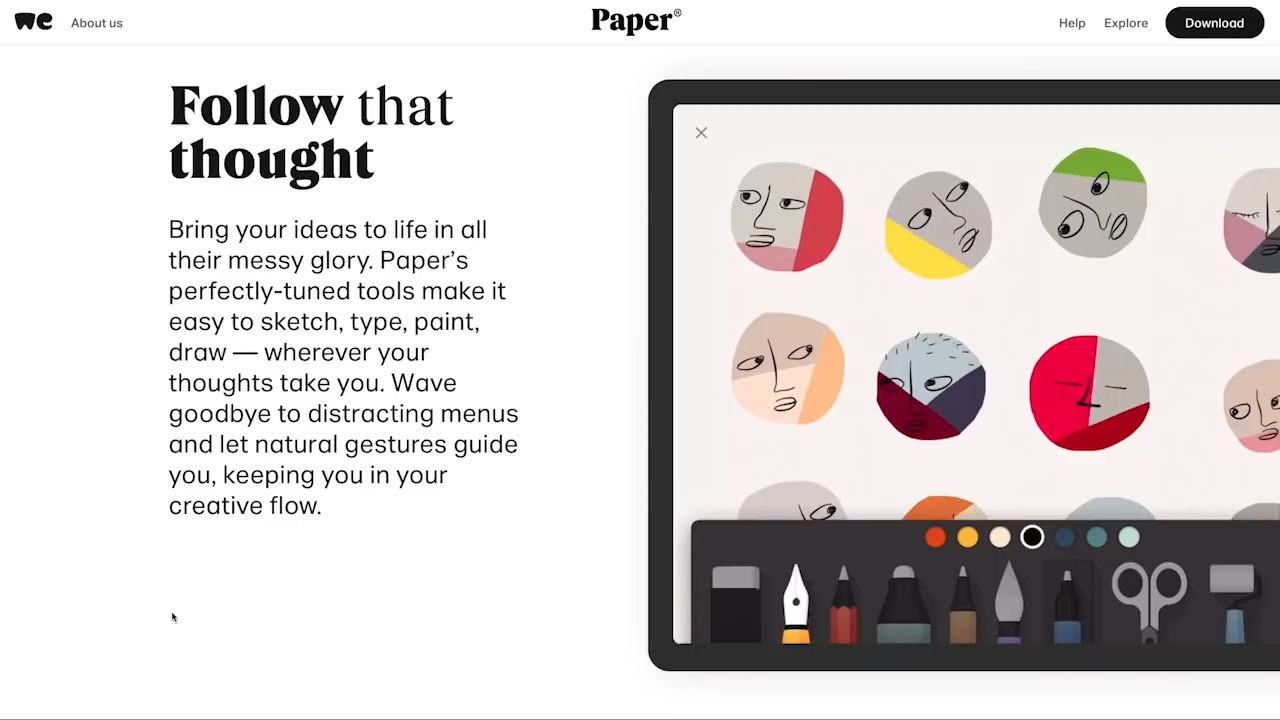 we
About us
Paper®
Help
Explore
Download
Follow that
thought
Bring your ideas to life in all
their messy glory. Paper’s
perfectly-tuned tools make it
easy to sketch, type, paint,
draw — wherever your
thoughts take you. Wave
goodbye to distracting menus
and let natural gestures guide
you, keeping you in your
creative flow.